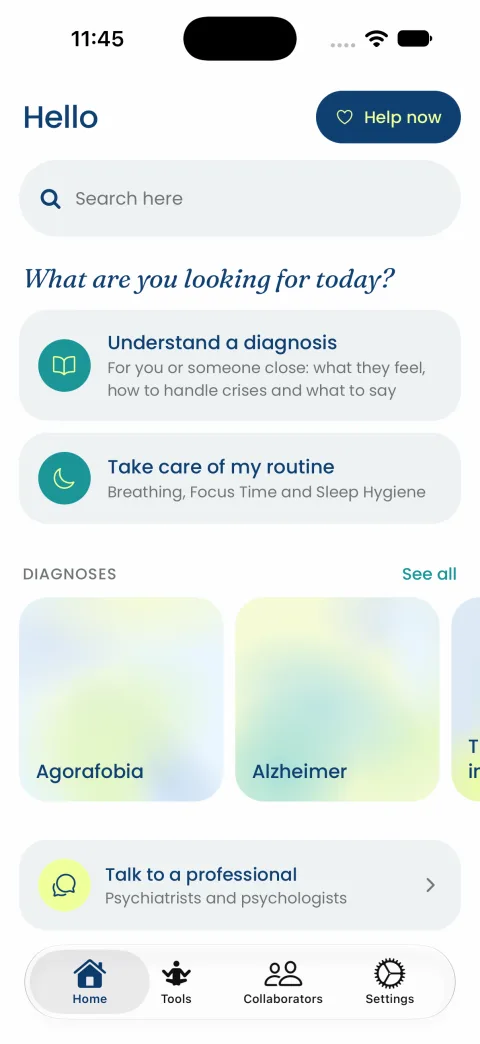 11:45
Hello
Help now
Search here
What are you looking for today?
Understand a diagnosis
For you or someone close: what they feel,
how to handle crises and what to say
Take care of my routine
Breathing, Focus Time and Sleep Hygiene
DIAGNOSES
See all
Agorafobia
Alzheimer
Talk to a professional
Psychiatrists and psychologists
Home
Tools
Collaborators
Settings